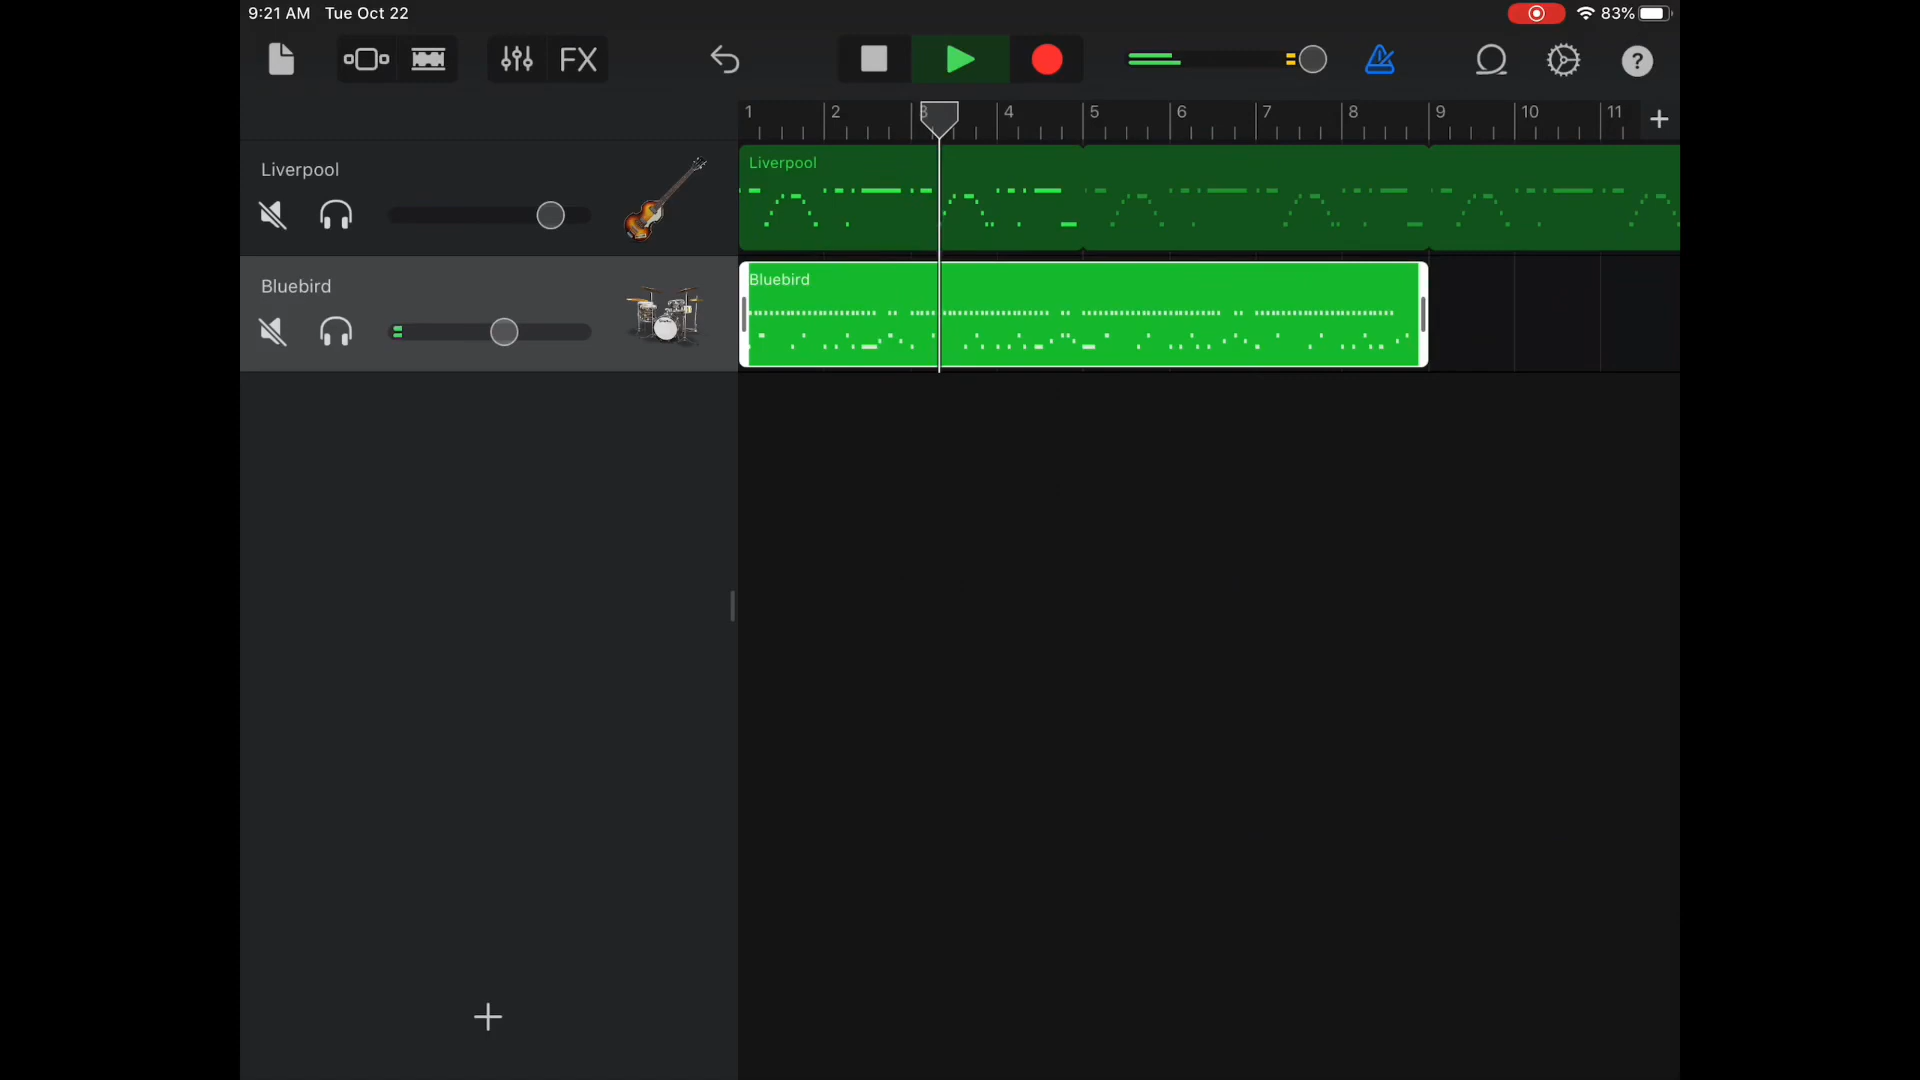 9:21 AM Tue Oct 22
83%
FX
?
1 2 3 4 5 6 7 8 9 10 11 +
Liverpool
Liverpool
Bluebird
Bluebird
+